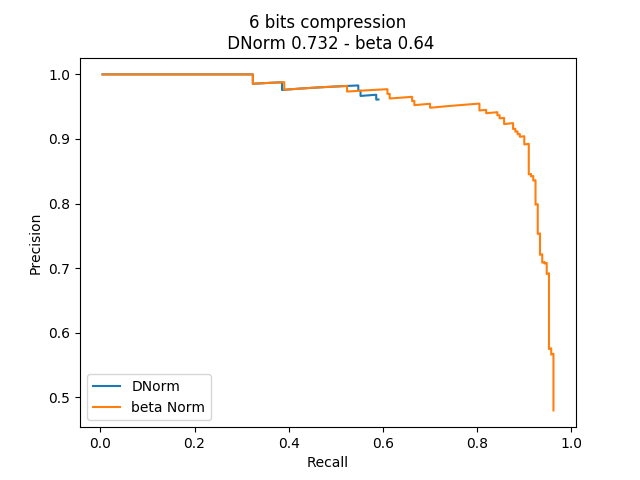 6 bits compression
DNorm 0.732 - beta 0.64
1.0
0.9
0.8
0.7
0.6
0.5
Precision
DNorm
beta Norm
0.0 0.2 0.4 0.6 0.8 1.0
Recall